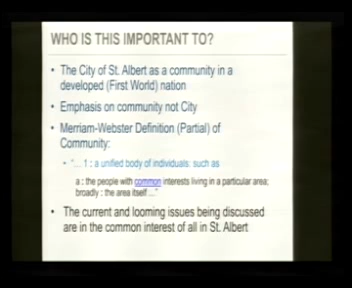 WHO IS THIS IMPORTANT TO?
• The City of St. Albert as a community in a
developed (First World) nation
• Emphasis on community not City
• Merriam-Webster Definition (Partial) of
Community:
• "... 1 : a unified body of individuals: such as
a : the people with common interests living in a particular area;
broadly : the area itself ..."
• The current and looming issues being discussed
are in the common interest of all in St. Albert